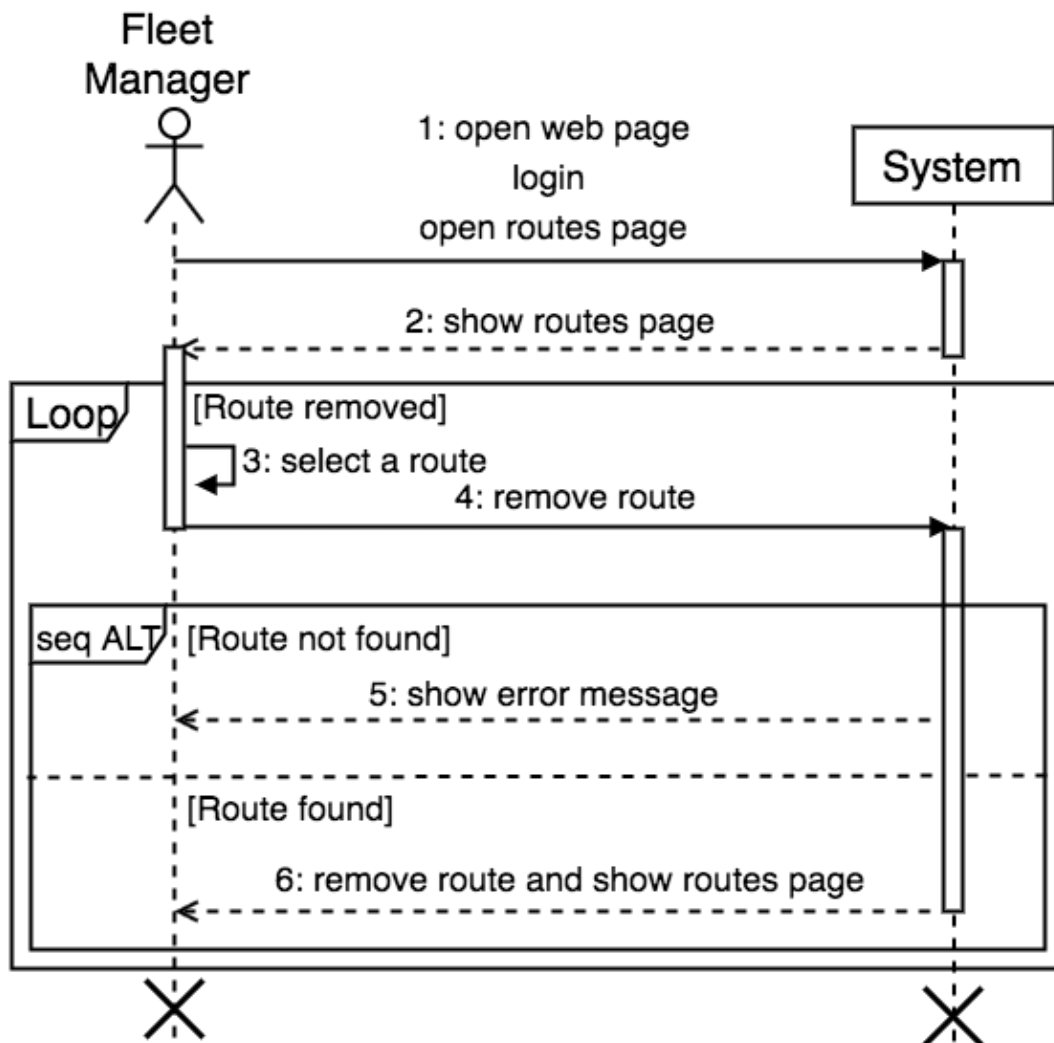 Fleet
Manager
1: open web page
login
open routes page
System
2: show routes page
Loop
[Route removed]
3: select a route
4: remove route
seq ALT
[Route not found]
5: show error message
[Route found]
6: remove route and show routes page